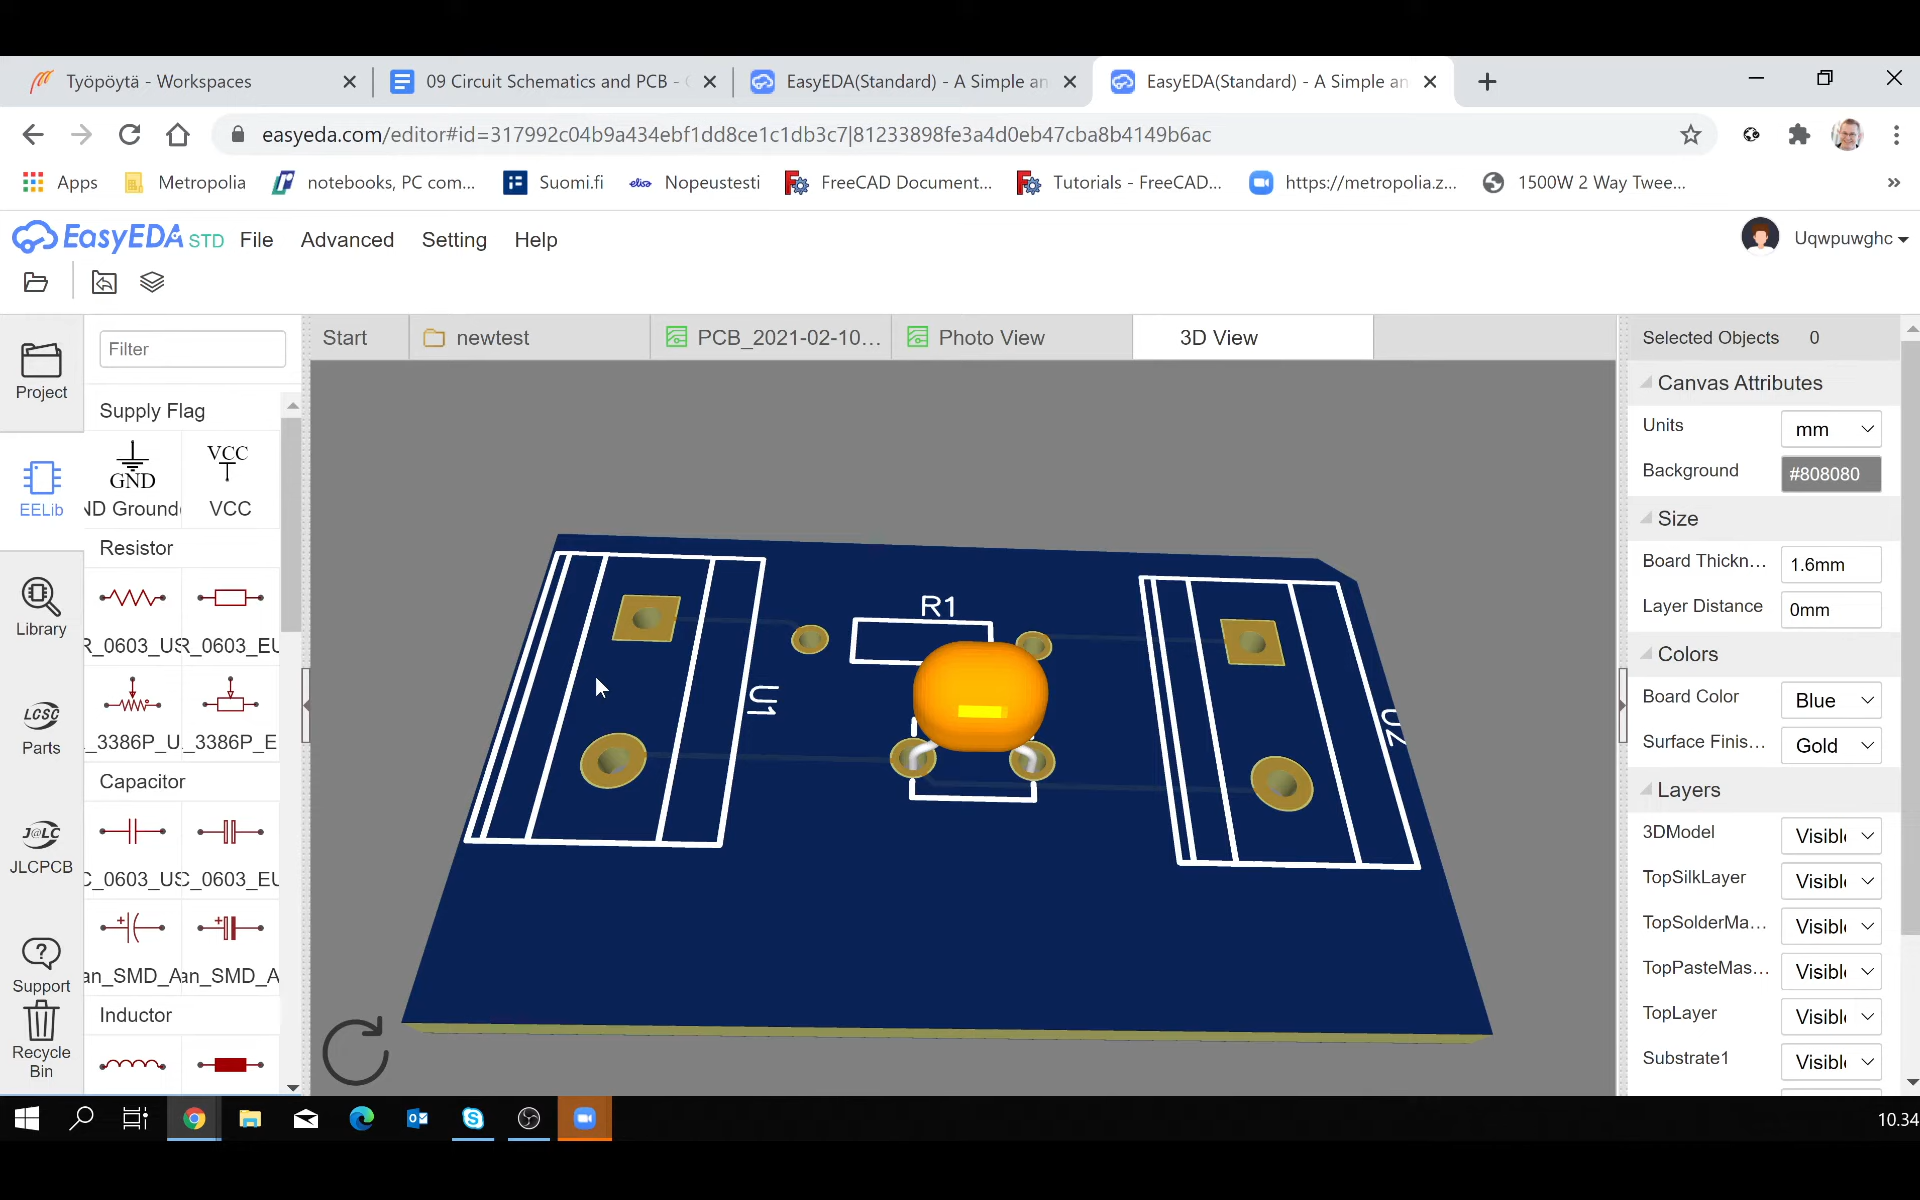 Työpöytä - Workspaces
09 Circuit Schematics and PCB -
EasyEDA(Standard) - A Simple an
EasyEDA(Standard) - A Simple an
easyeda.com/editor#id=317992c04b9a434ebf1dd8ce1c1db3c7|81233898fe3a4d0eb47cba8b4149b6ac
Apps
Metropolia
notebooks, PC com...
Suomi.fi
elisa
Nopeustesti
FreeCAD Document...
Tutorials - FreeCAD...
https://metropolia.z...
1500W 2 Way Twee...
EasyEDA STD
File
Advanced
Setting
Help
Uqwpuwghc
Start
newtest
PCB_2021-02-10...
Photo View
3D View
Project
EELib
Library
LCSC
Parts
J@LC
JLCPCB
Support
Recycle
Bin
Filter
Supply Flag
GND
VCC
ND Ground
VCC
Resistor
R_0603_US
R_0603_EU
_3386P_U
_3386P_E
Capacitor
C_0603_US
C_0603_EU
an_SMD_A
an_SMD_A
Inductor
R1
U1
U2
Selected Objects 0
Canvas Attributes
Units mm
Background #808080
Size
Board Thickn... 1.6mm
Layer Distance 0mm
Colors
Board Color Blue
Surface Finis... Gold
Layers
3DModel Visibl
TopSilkLayer Visibl
TopSolderMa... Visibl
TopPasteMas... Visibl
TopLayer Visibl
Substrate1 Visibl
10.34